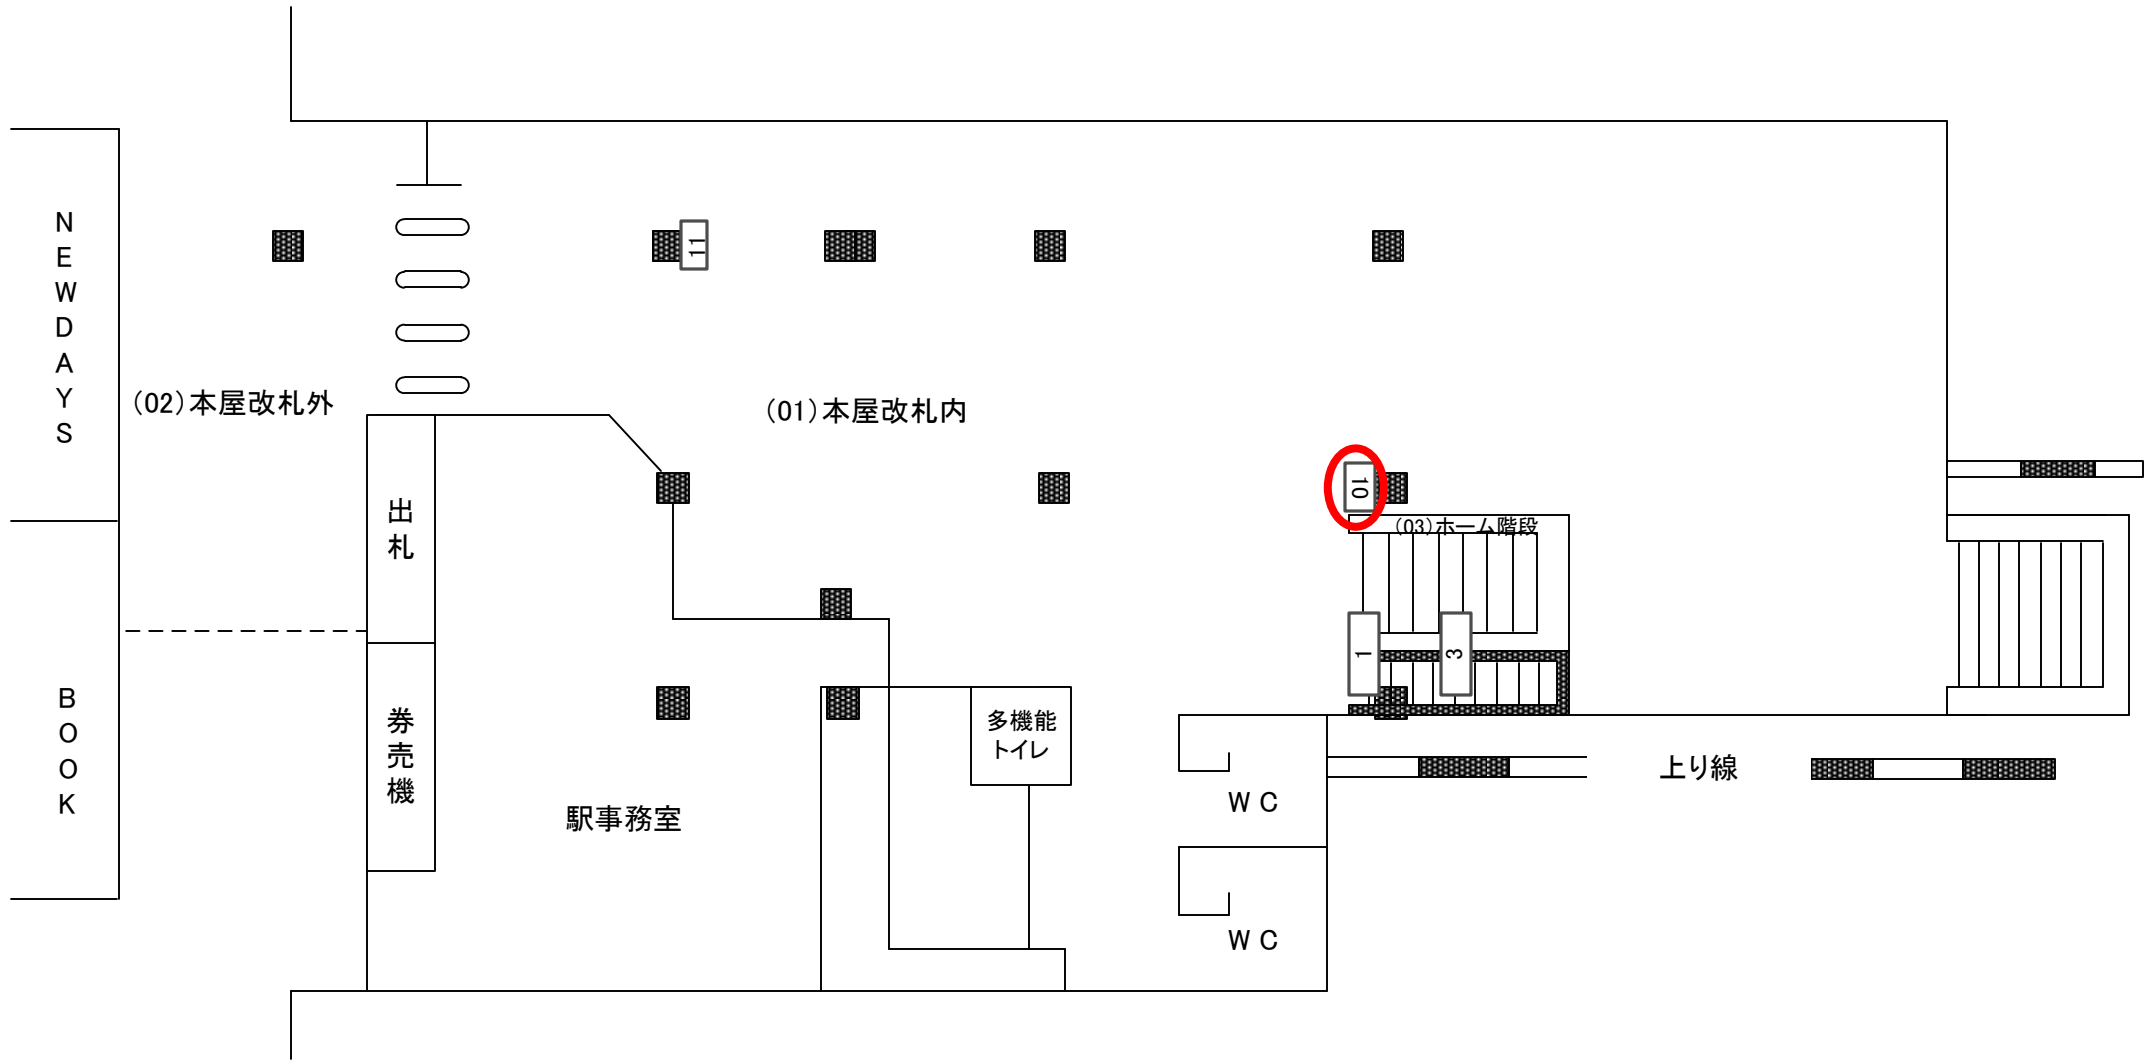 NEWDAYS
11
(02)本屋改札外
(01)本屋改札内
10
(03)ホーム階段
出札
1
3
BOOK
券売機
多機能
トイレ
駅事務室
WC
上り線
WC